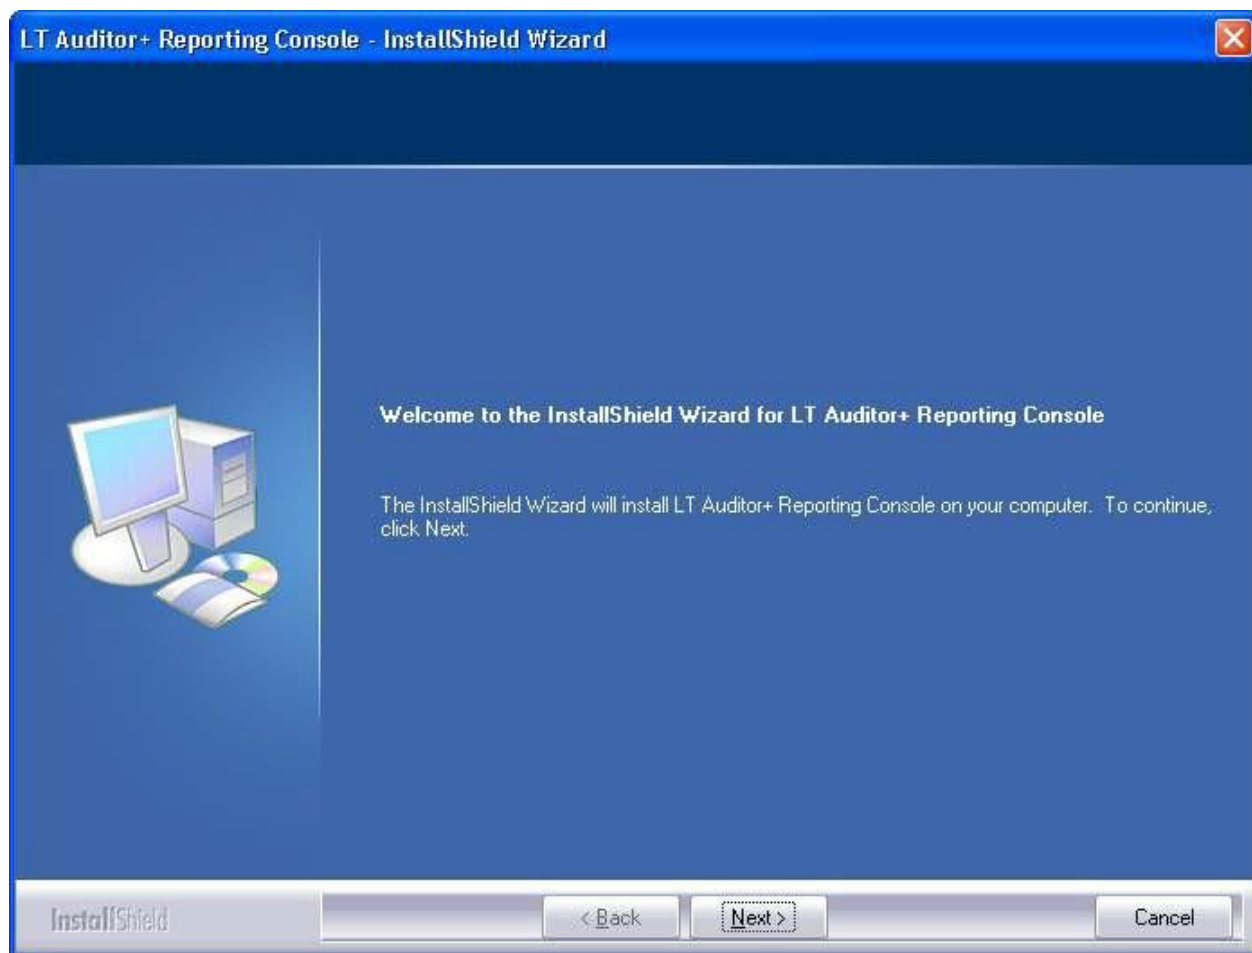 LT Auditor+ Reporting Console - InstallShield Wizard
Welcome to the InstallShield Wizard for LT Auditor+ Reporting Console
The InstallShield Wizard will install LT Auditor+ Reporting Console on your computer. To continue,
click Next.
InstallShield
< Back
Next >
Cancel